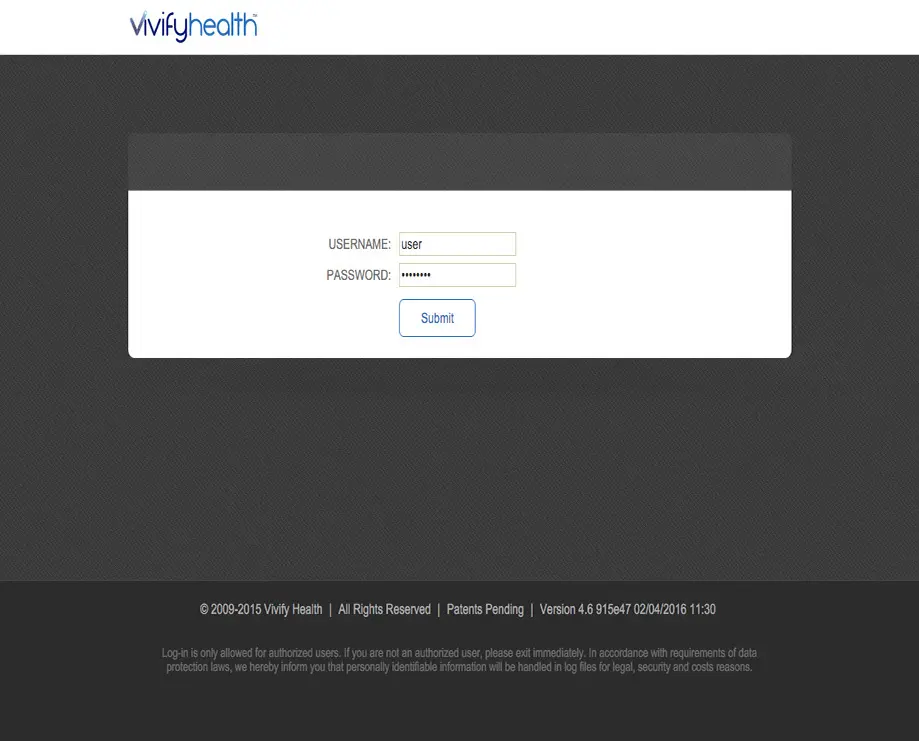 vivifyhealth™
USERNAME: user
PASSWORD: ••••••••
Submit
© 2009-2015 Vivify Health | All Rights Reserved | Patents Pending | Version 4.6 915e47 02/04/2016 11:30
Log-in is only allowed for authorized users. If you are not an authorized user, please exit immediately. In accordance with requirements of data
protection laws, we hereby inform you that personally identifiable information will be handled in log files for legal, security and costs reasons.